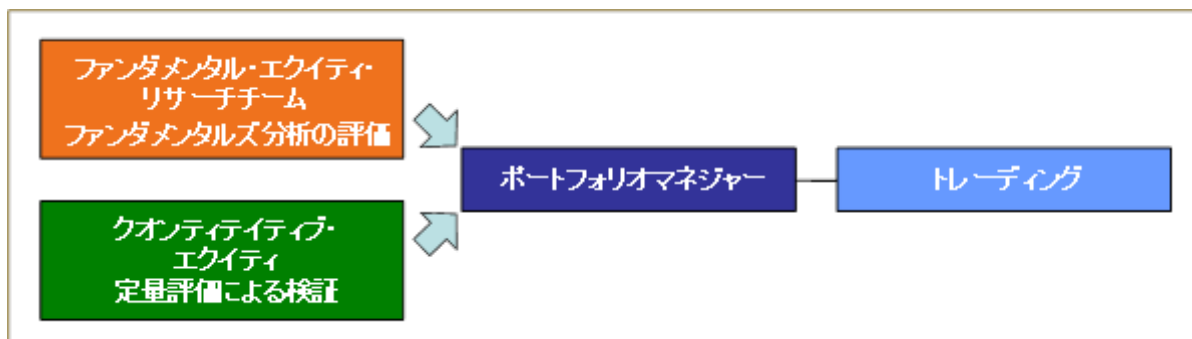 ファンダメンタル・エクイティ・
リサーチチーム
ファンダメンタルズ分析の評価
クオンティテイティブ・
エクイティ
定量評価による検証
ポートフォリオマネジャー
トレーディング